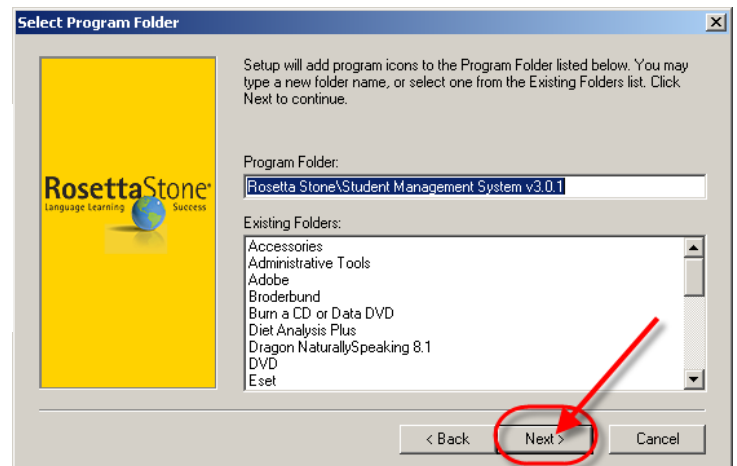 Select Program Folder
Setup will add program icons to the Program Folder listed below. You may
type a new folder name, or select one from the Existing Folders list. Click
Next to continue.
Program Folder:
Rosetta Stone\Student Management System v3.0.1
RosettaStone
Language Learning Success
Existing Folders:
Accessories
Administrative Tools
Adobe
Broderbund
Burn a CD or Data DVD
Diet Analysis Plus
Dragon NaturallySpeaking 8.1
DVD
Eset
< Back Next > Cancel